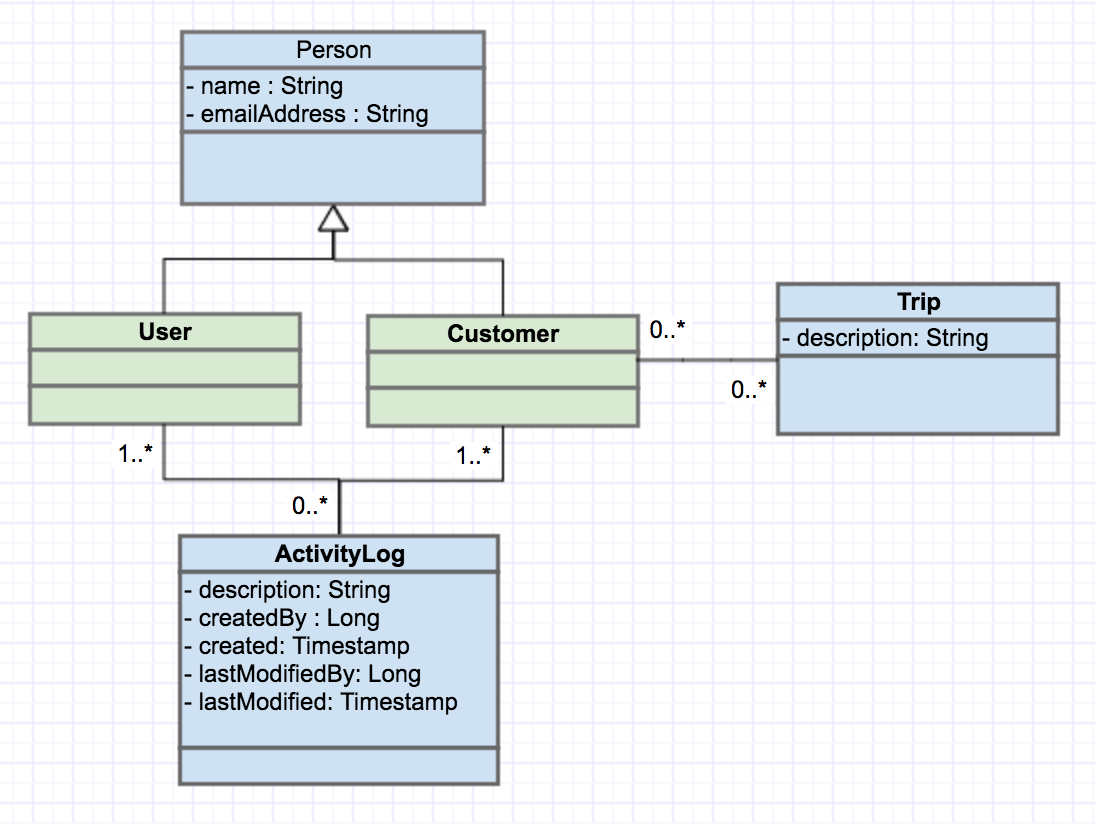 Person
- name : String
- emailAddress : String
User
Customer
0..*
0..*
Trip
- description: String
1..*
1..*
0..*
ActivityLog
- description: String
- createdBy : Long
- created: Timestamp
- lastModifiedBy: Long
- lastModified: Timestamp